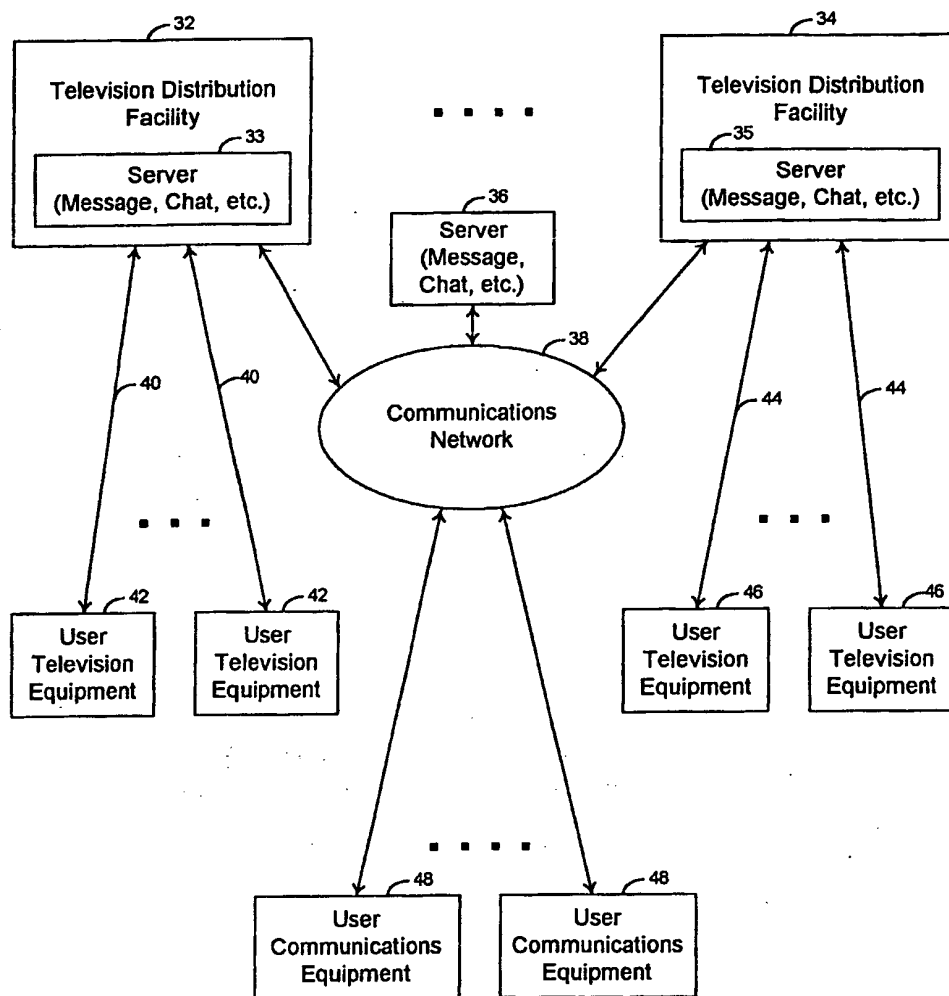 32
Television Distribution
Facility
33
Server
(Message, Chat, etc.)
34
Television Distribution
Facility
35
Server
(Message, Chat, etc.)
36
Server
(Message,
Chat, etc.)
38
Communications
Network
40
40
44
44
42
User
Television
Equipment
42
User
Television
Equipment
46
User
Television
Equipment
46
User
Television
Equipment
48
User
Communications
Equipment
48
User
Communications
Equipment